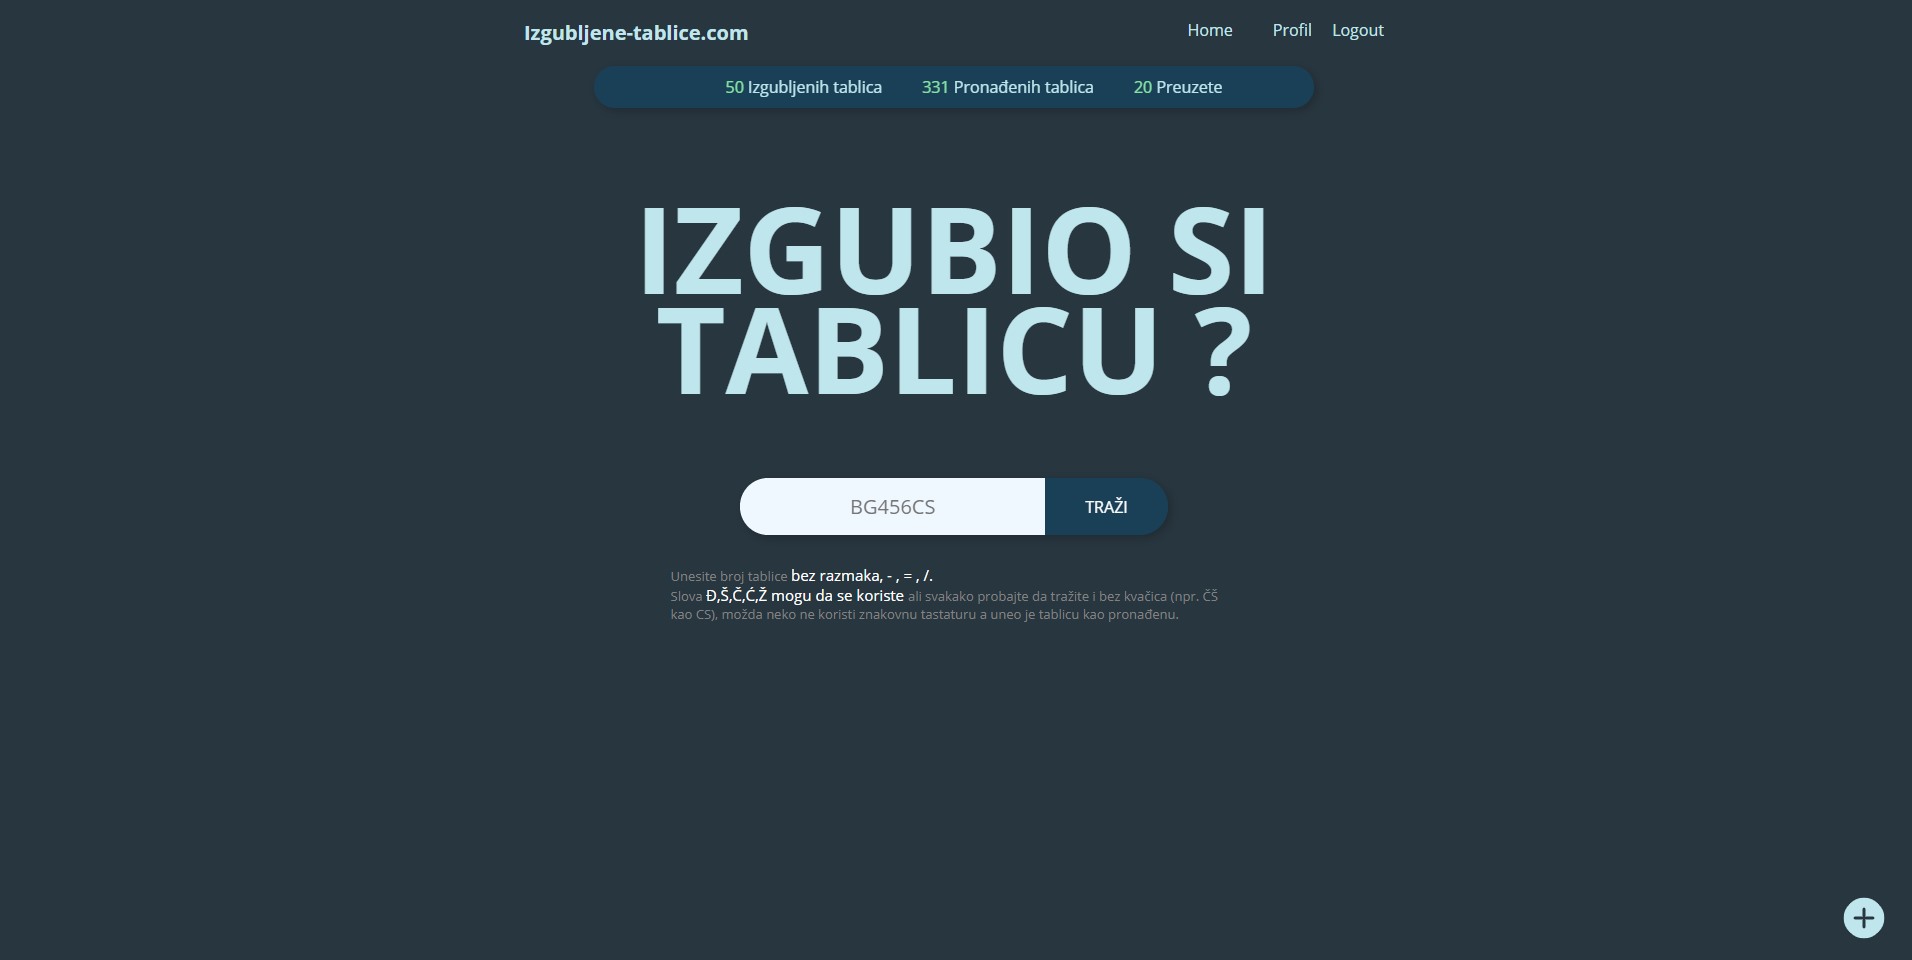 Izgubljene-tablice.com
Home Profil Logout
50 Izgubljenih tablica 331 Pronađenih tablica 20 Preuzete
IZGUBIO SI
TABLICU ?
BG456CS TRAŽI
Unesite broj tablice bez razmaka, - , = , /.
Slova Đ,Š,Č,Ć,Ž mogu da se koriste ali svakako probajte da tražite i bez kvačica (npr. ČŠ
kao CS), možda neko ne koristi znakovnu tastaturu a uneo je tablicu kao pronađenu.